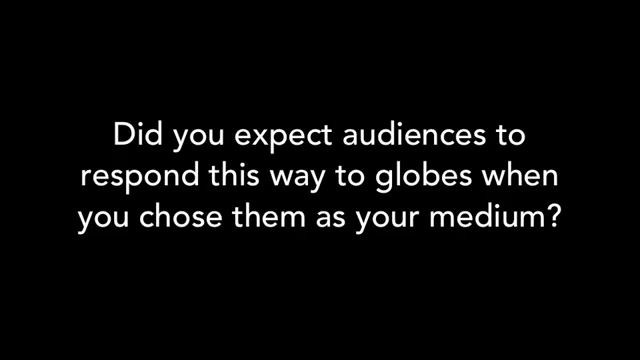 Did you expect audiences to
respond this way to globes when
you chose them as your medium?